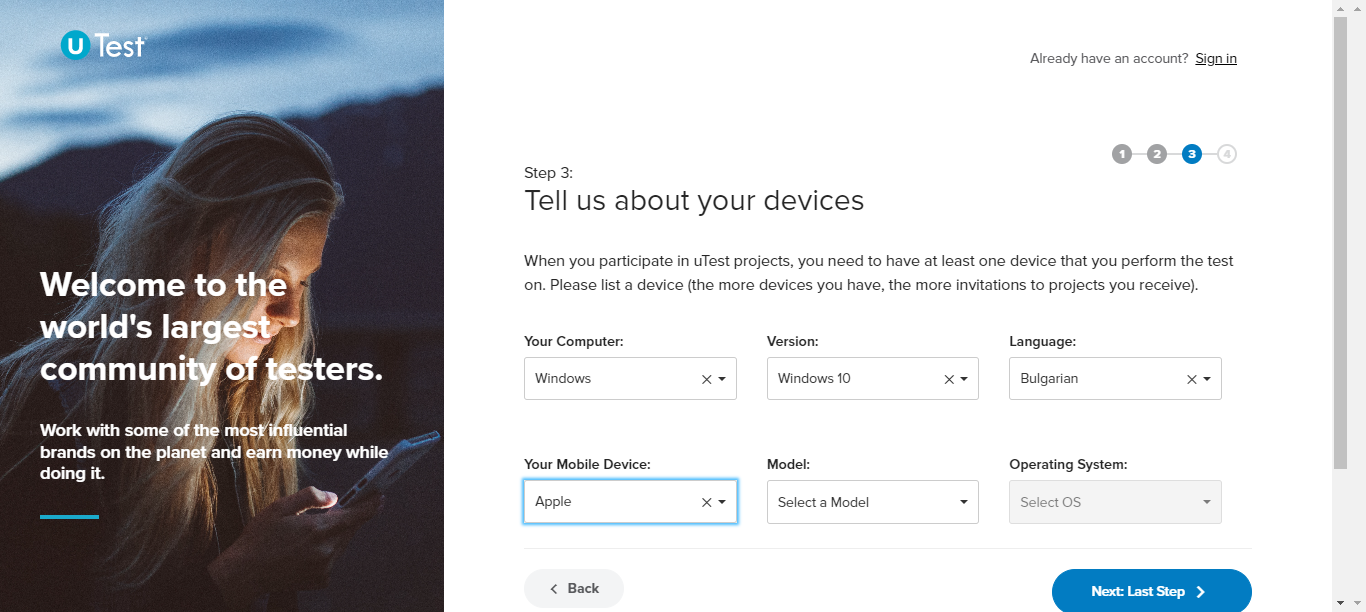 U Test
Already have an account? Sign in
1 2 3 4
Step 3:
Tell us about your devices
When you participate in uTest projects, you need to have at least one device that you perform the test
on. Please list a device (the more devices you have, the more invitations to projects you receive).
Your Computer: Version: Language:
Windows Windows 10 Bulgarian
Your Mobile Device: Model: Operating System:
Apple Select a Model Select OS
Back Next: Last Step
Welcome to the
world's largest
community of testers.
Work with some of the most influential
brands on the planet and earn money while
doing it.